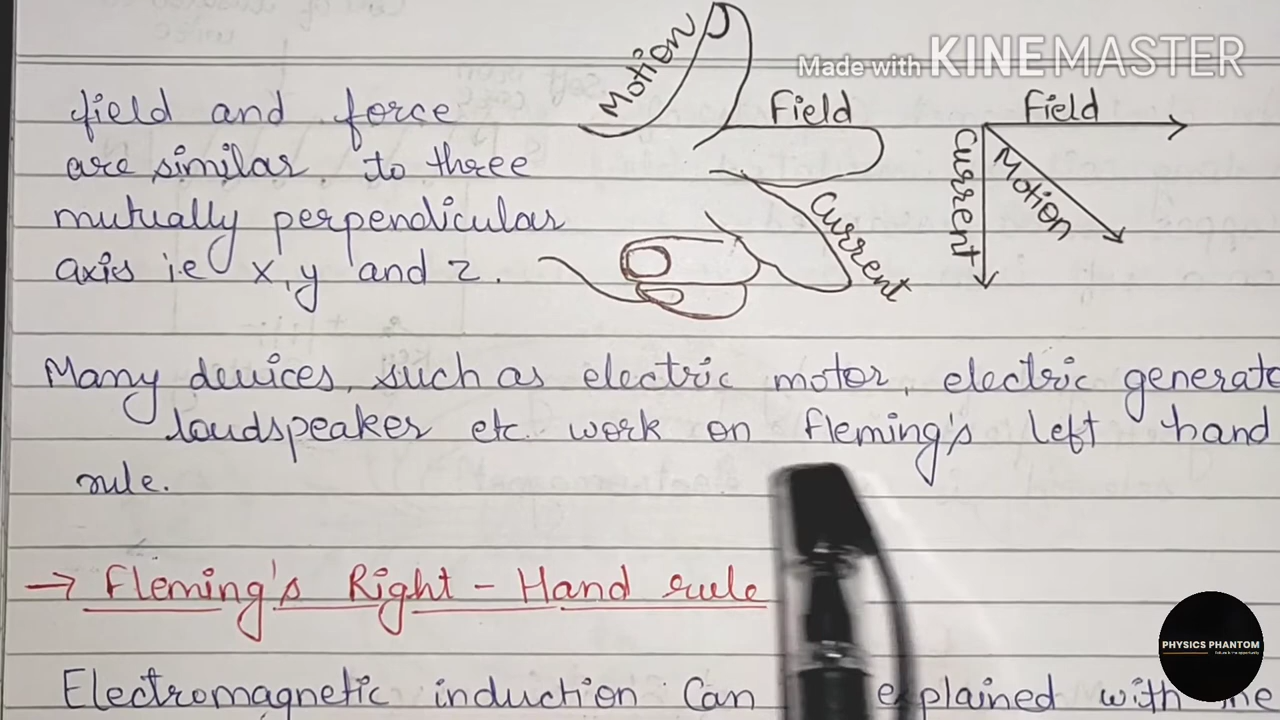 Made with KINEMASTER
Motion
Field
Current
Field
Motion
Current
field and force
are similar to three
mutually perpendicular
axis i.e x, y and z.
Many devices, such as electric motor, electric generato
loudspeaker etc. work on Fleming's left hand
rule.
→ Fleming's Right - Hand rule
Electromagnetic induction Can explained with the
PHYSICS PHANTOM